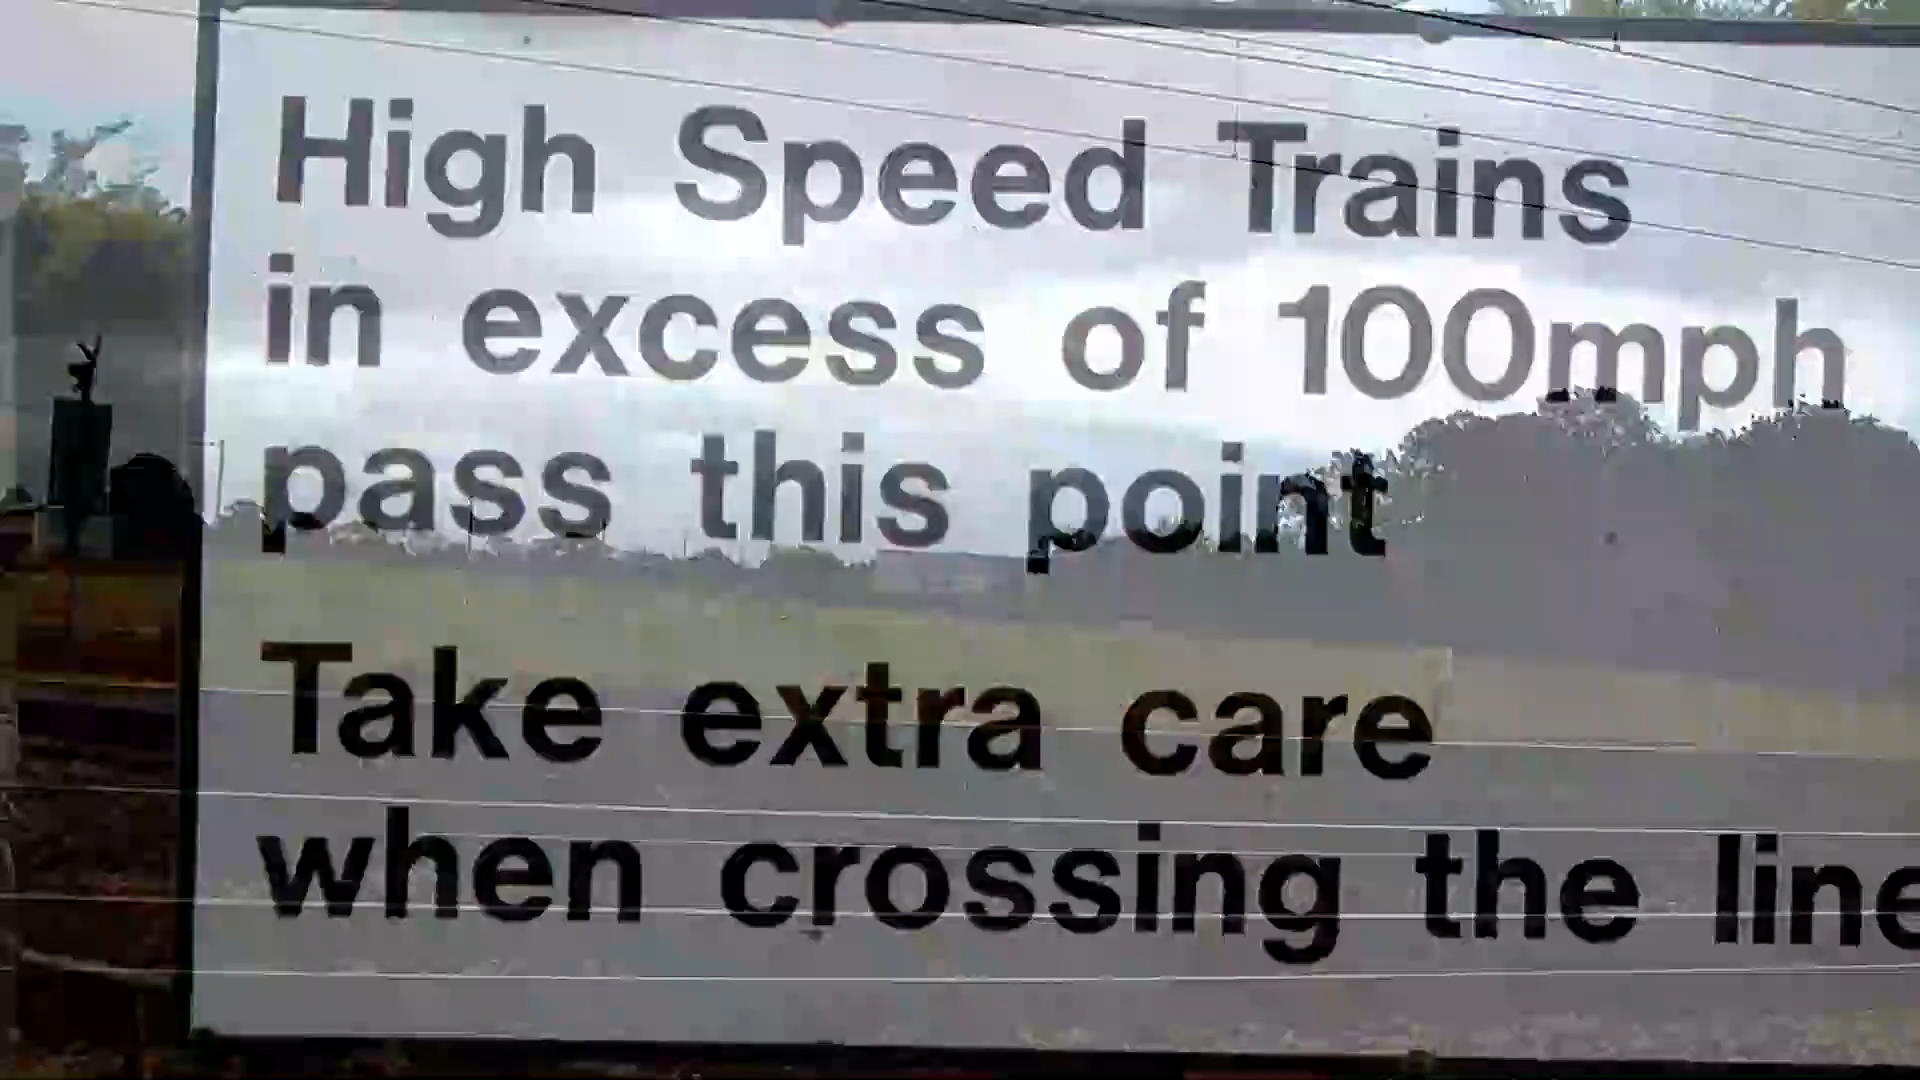 High Speed Trains
in excess of 100mph
pass this point
Take extra care
when crossing the line